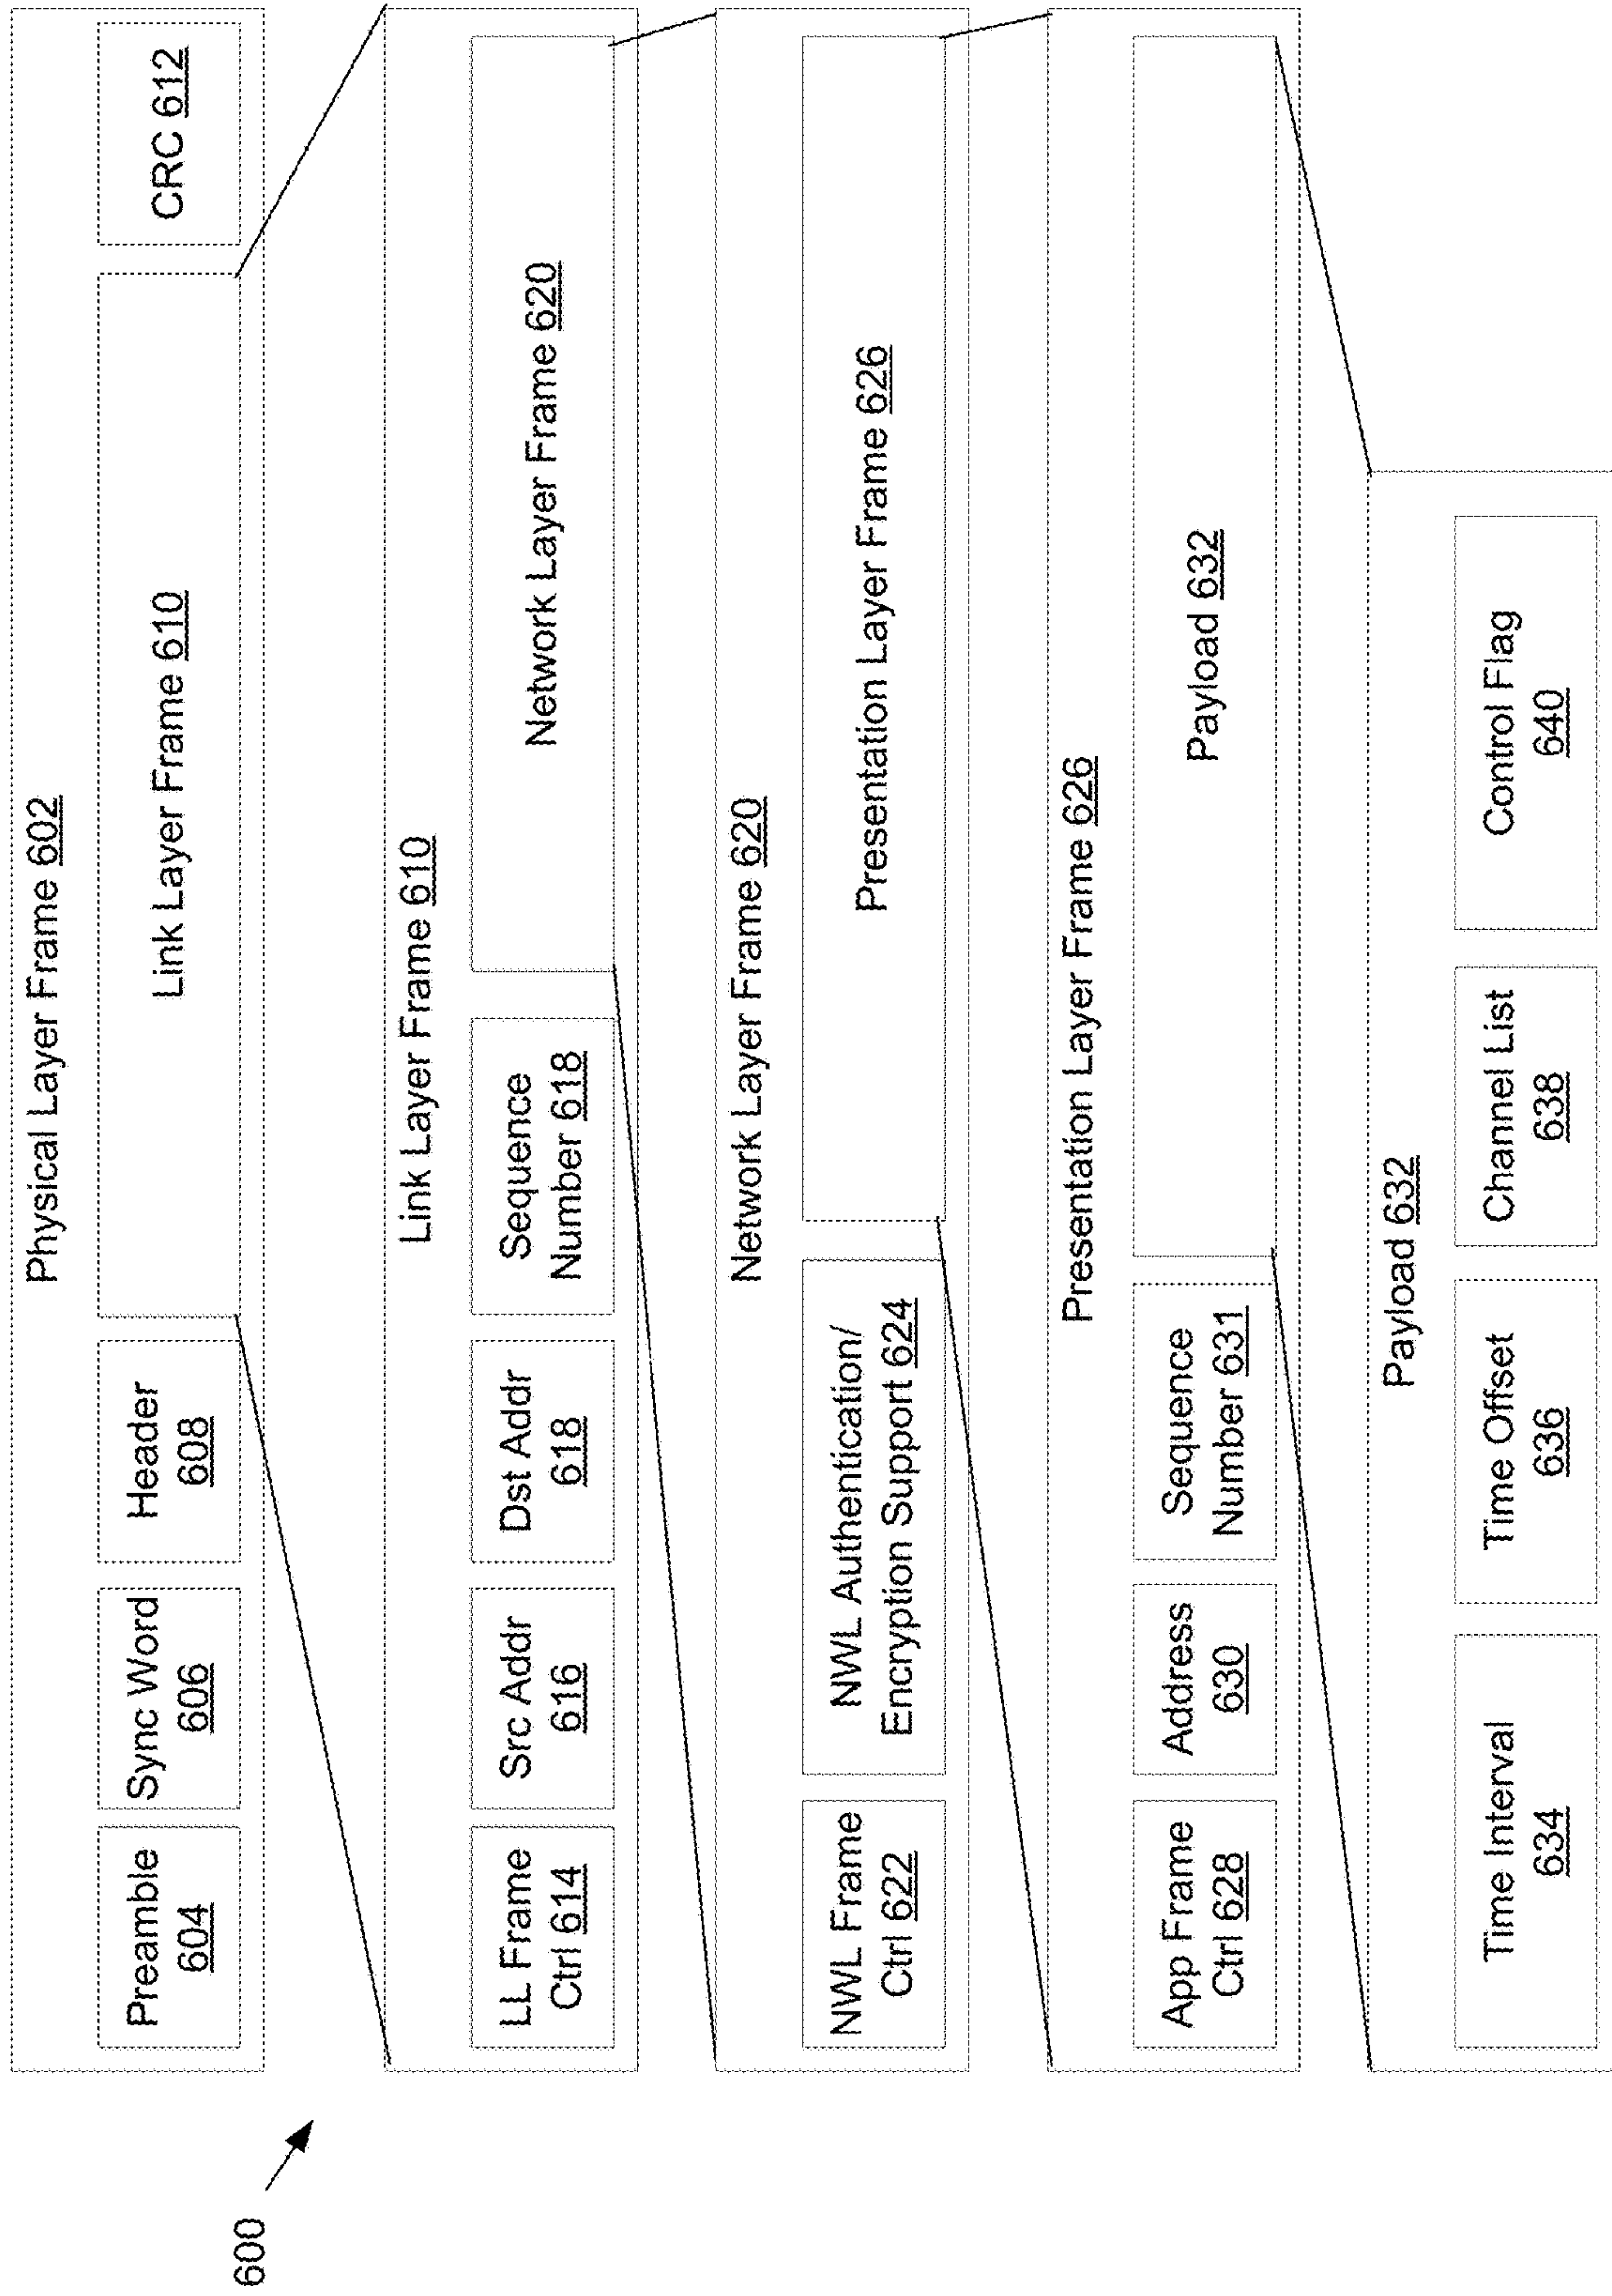 600
Physical Layer Frame 602
Preamble
604
Sync Word
606
Header
608
Link Layer Frame 610
CRC 612
Link Layer Frame 610
LL Frame
Ctrl 614
Src Addr
616
Dst Addr
618
Sequence
Number 618
Network Layer Frame 620
Network Layer Frame 620
NWL Frame
Ctrl 622
NWL Authentication/
Encryption Support 624
Presentation Layer Frame 626
Presentation Layer Frame 626
App Frame
Ctrl 628
Address
630
Sequence
Number 631
Payload 632
Payload 632
Time Interval
634
Time Offset
636
Channel List
638
Control Flag
640